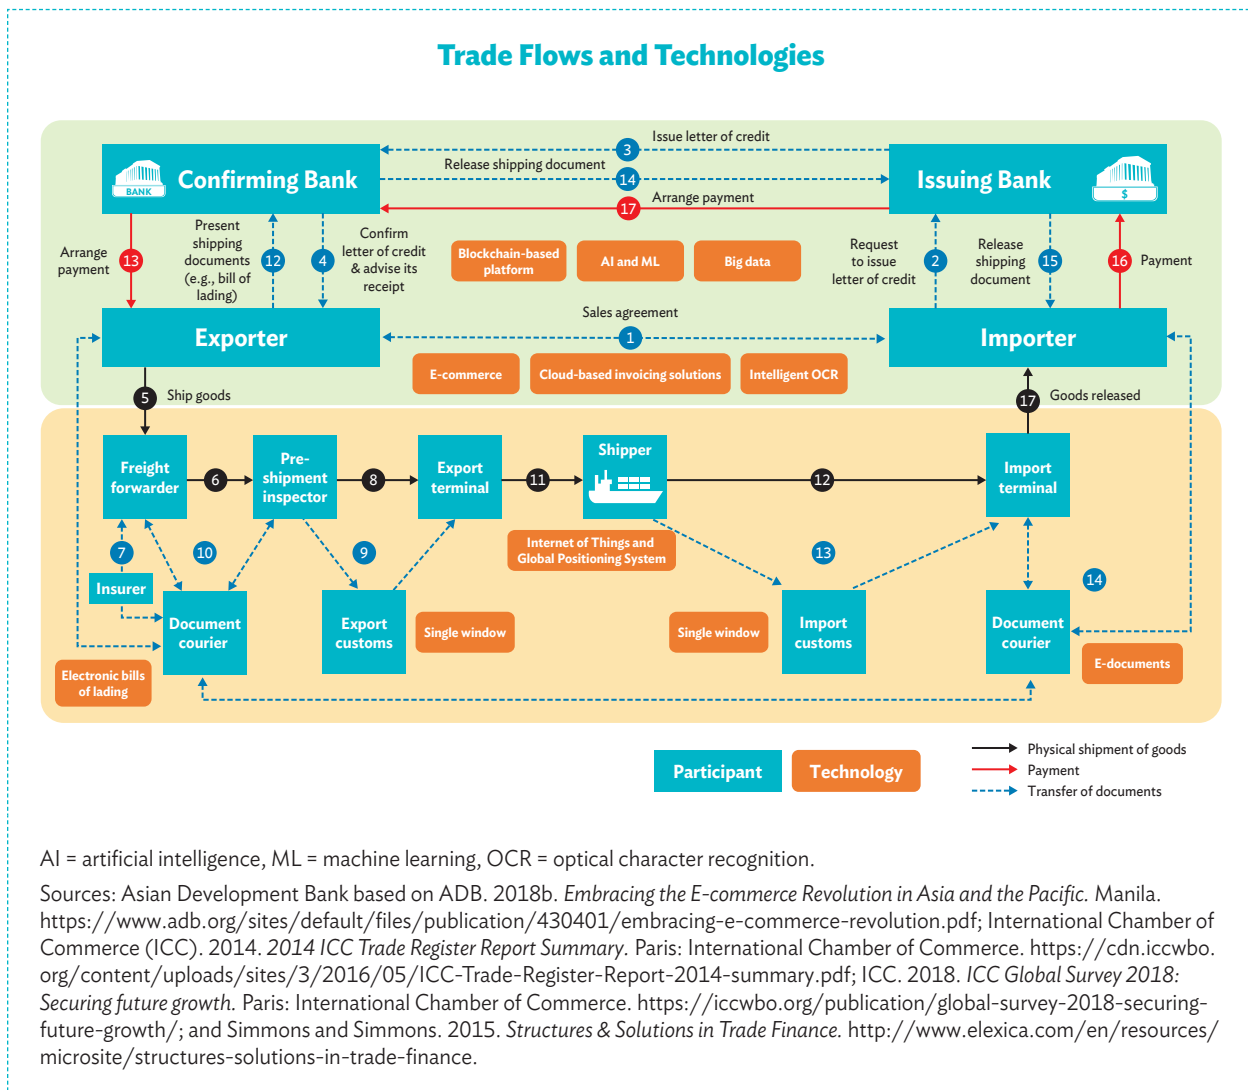 Trade Flows and Technologies
Issue letter of credit
3
BANK
Confirming Bank
Release shipping document
14
Issuing Bank
$
Arrange payment
17
Arrange
payment
13
Present
shipping
documents
(e.g., bill of
lading)
12
4
Confirm
letter of credit
& advise its
receipt
Blockchain-based
platform
AI and ML
Big data
Request
to issue
letter of credit
2
Release
shipping
document
15
16
Payment
Sales agreement
Exporter
1
Importer
E-commerce
Cloud-based invoicing solutions
Intelligent OCR
5
Ship goods
17
Goods released
Freight
forwarder
6
Pre-
shipment
inspector
8
Export
terminal
11
Shipper
12
Import
terminal
7
10
9
Internet of Things and
Global Positioning System
13
14
Insurer
Document
courier
Export
customs
Single window
Single window
Import
customs
Document
courier
Electronic bills
of lading
E-documents
Participant
Technology
Physical shipment of goods
Payment
Transfer of documents
AI = artificial intelligence, ML = machine learning, OCR = optical character recognition.
Sources: Asian Development Bank based on ADB. 2018b. Embracing the E-commerce Revolution in Asia and the Pacific. Manila.
https://www.adb.org/sites/default/files/publication/430401/embracing-e-commerce-revolution.pdf; International Chamber of
Commerce (ICC). 2014. 2014 ICC Trade Register Report Summary. Paris: International Chamber of Commerce. https://cdn.iccwbo.
org/content/uploads/sites/3/2016/05/ICC-Trade-Register-Report-2014-summary.pdf; ICC. 2018. ICC Global Survey 2018:
Securing future growth. Paris: International Chamber of Commerce. https://iccwbo.org/publication/global-survey-2018-securing-
future-growth/; and Simmons and Simmons. 2015. Structures & Solutions in Trade Finance. http://www.elexica.com/en/resources/
microsite/structures-solutions-in-trade-finance.